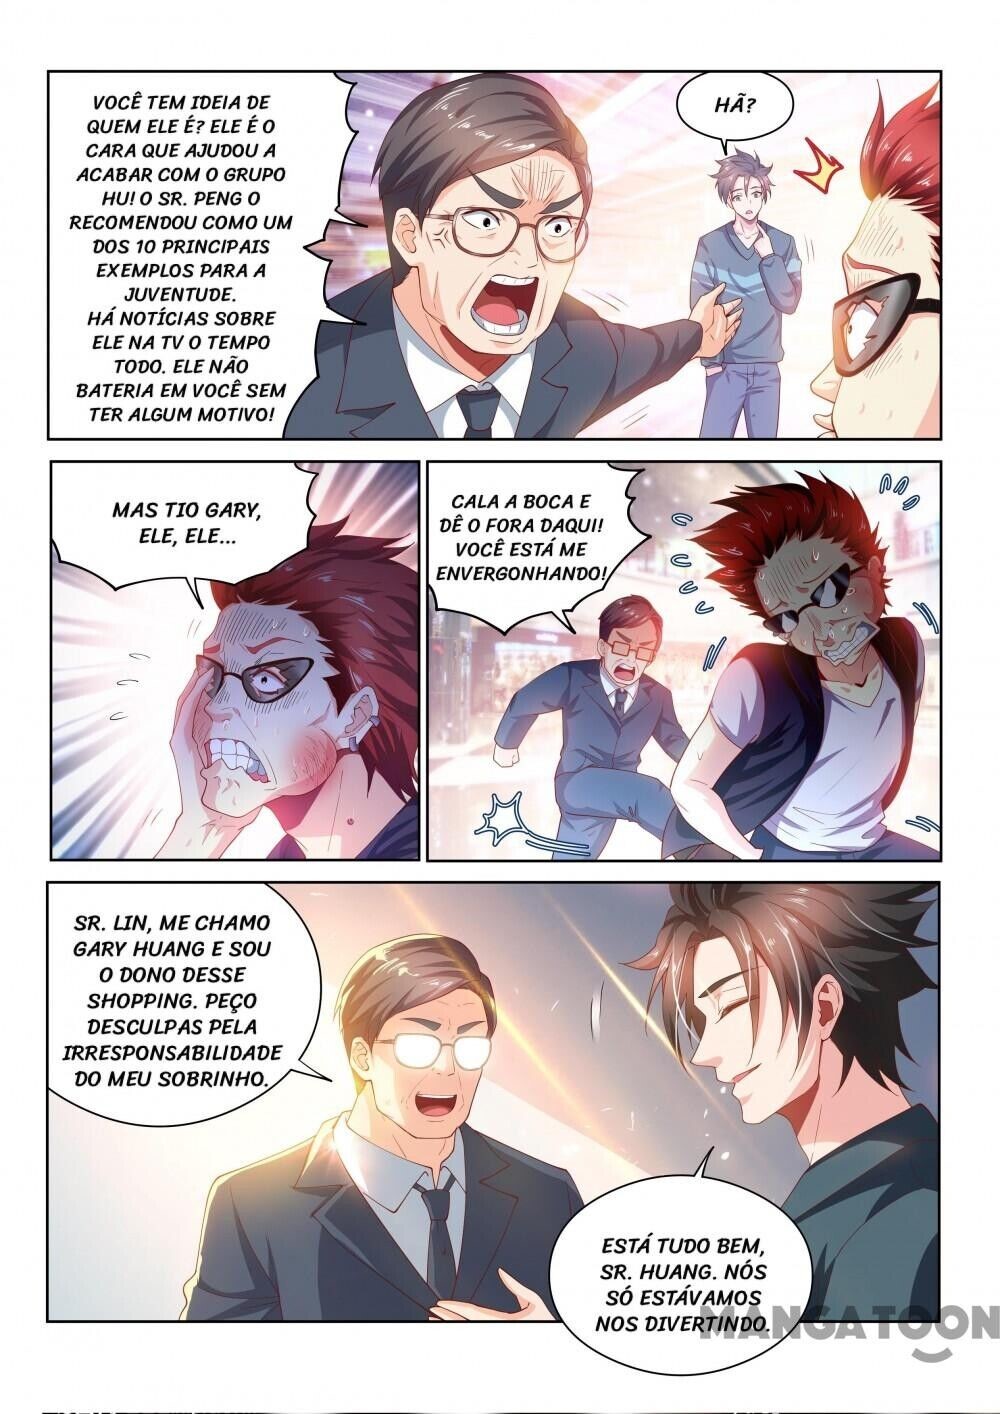 VOCÊ TEM IDEIA DE
QUEM ELE É? ELE É O
CARA QUE AJUDOU A
ACABAR COM O GRUPO
HU! O SR. PENG O
RECOMENDOU COMO UM
DOS 10 PRINCIPAIS
EXEMPLOS PARA A
JUVENTUDE.
HÁ NOTÍCIAS SOBRE
ELE NA TV O TEMPO
TODO. ELE NÃO
BATERIA EM VOCÊ SEM
TER ALGUM MOTIVO!
HÃ?
MAS TIO GARY,
ELE, ELE...
CALA A BOCA E
DÊ O FORA DAQUI!
VOCÊ ESTÁ ME
ENVERGONHANDO!
SR. LIN, ME CHAMO
GARY HUANG E SOU
O DONO DESSE
SHOPPING. PEÇO
DESCULPAS PELA
IRRESPONSABILIDADE
DO MEU SOBRINHO.
ESTÁ TUDO BEM,
SR. HUANG. NÓS
SÓ ESTÁVAMOS
NOS DIVERTINDO.
MANGATOON